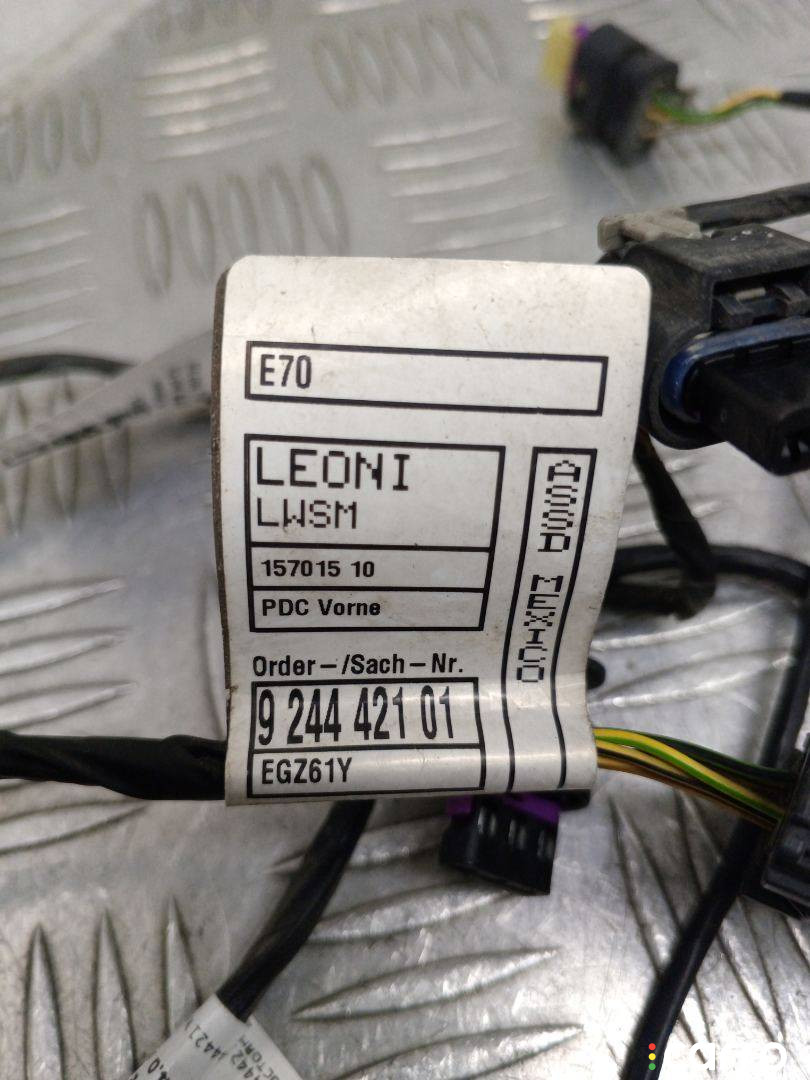 E70
LEONI
LWSM
157015 10
PDC Vorne
Order-/Sach-Nr.
9 244 421 01
EGZ61Y
ASSD MEXICO